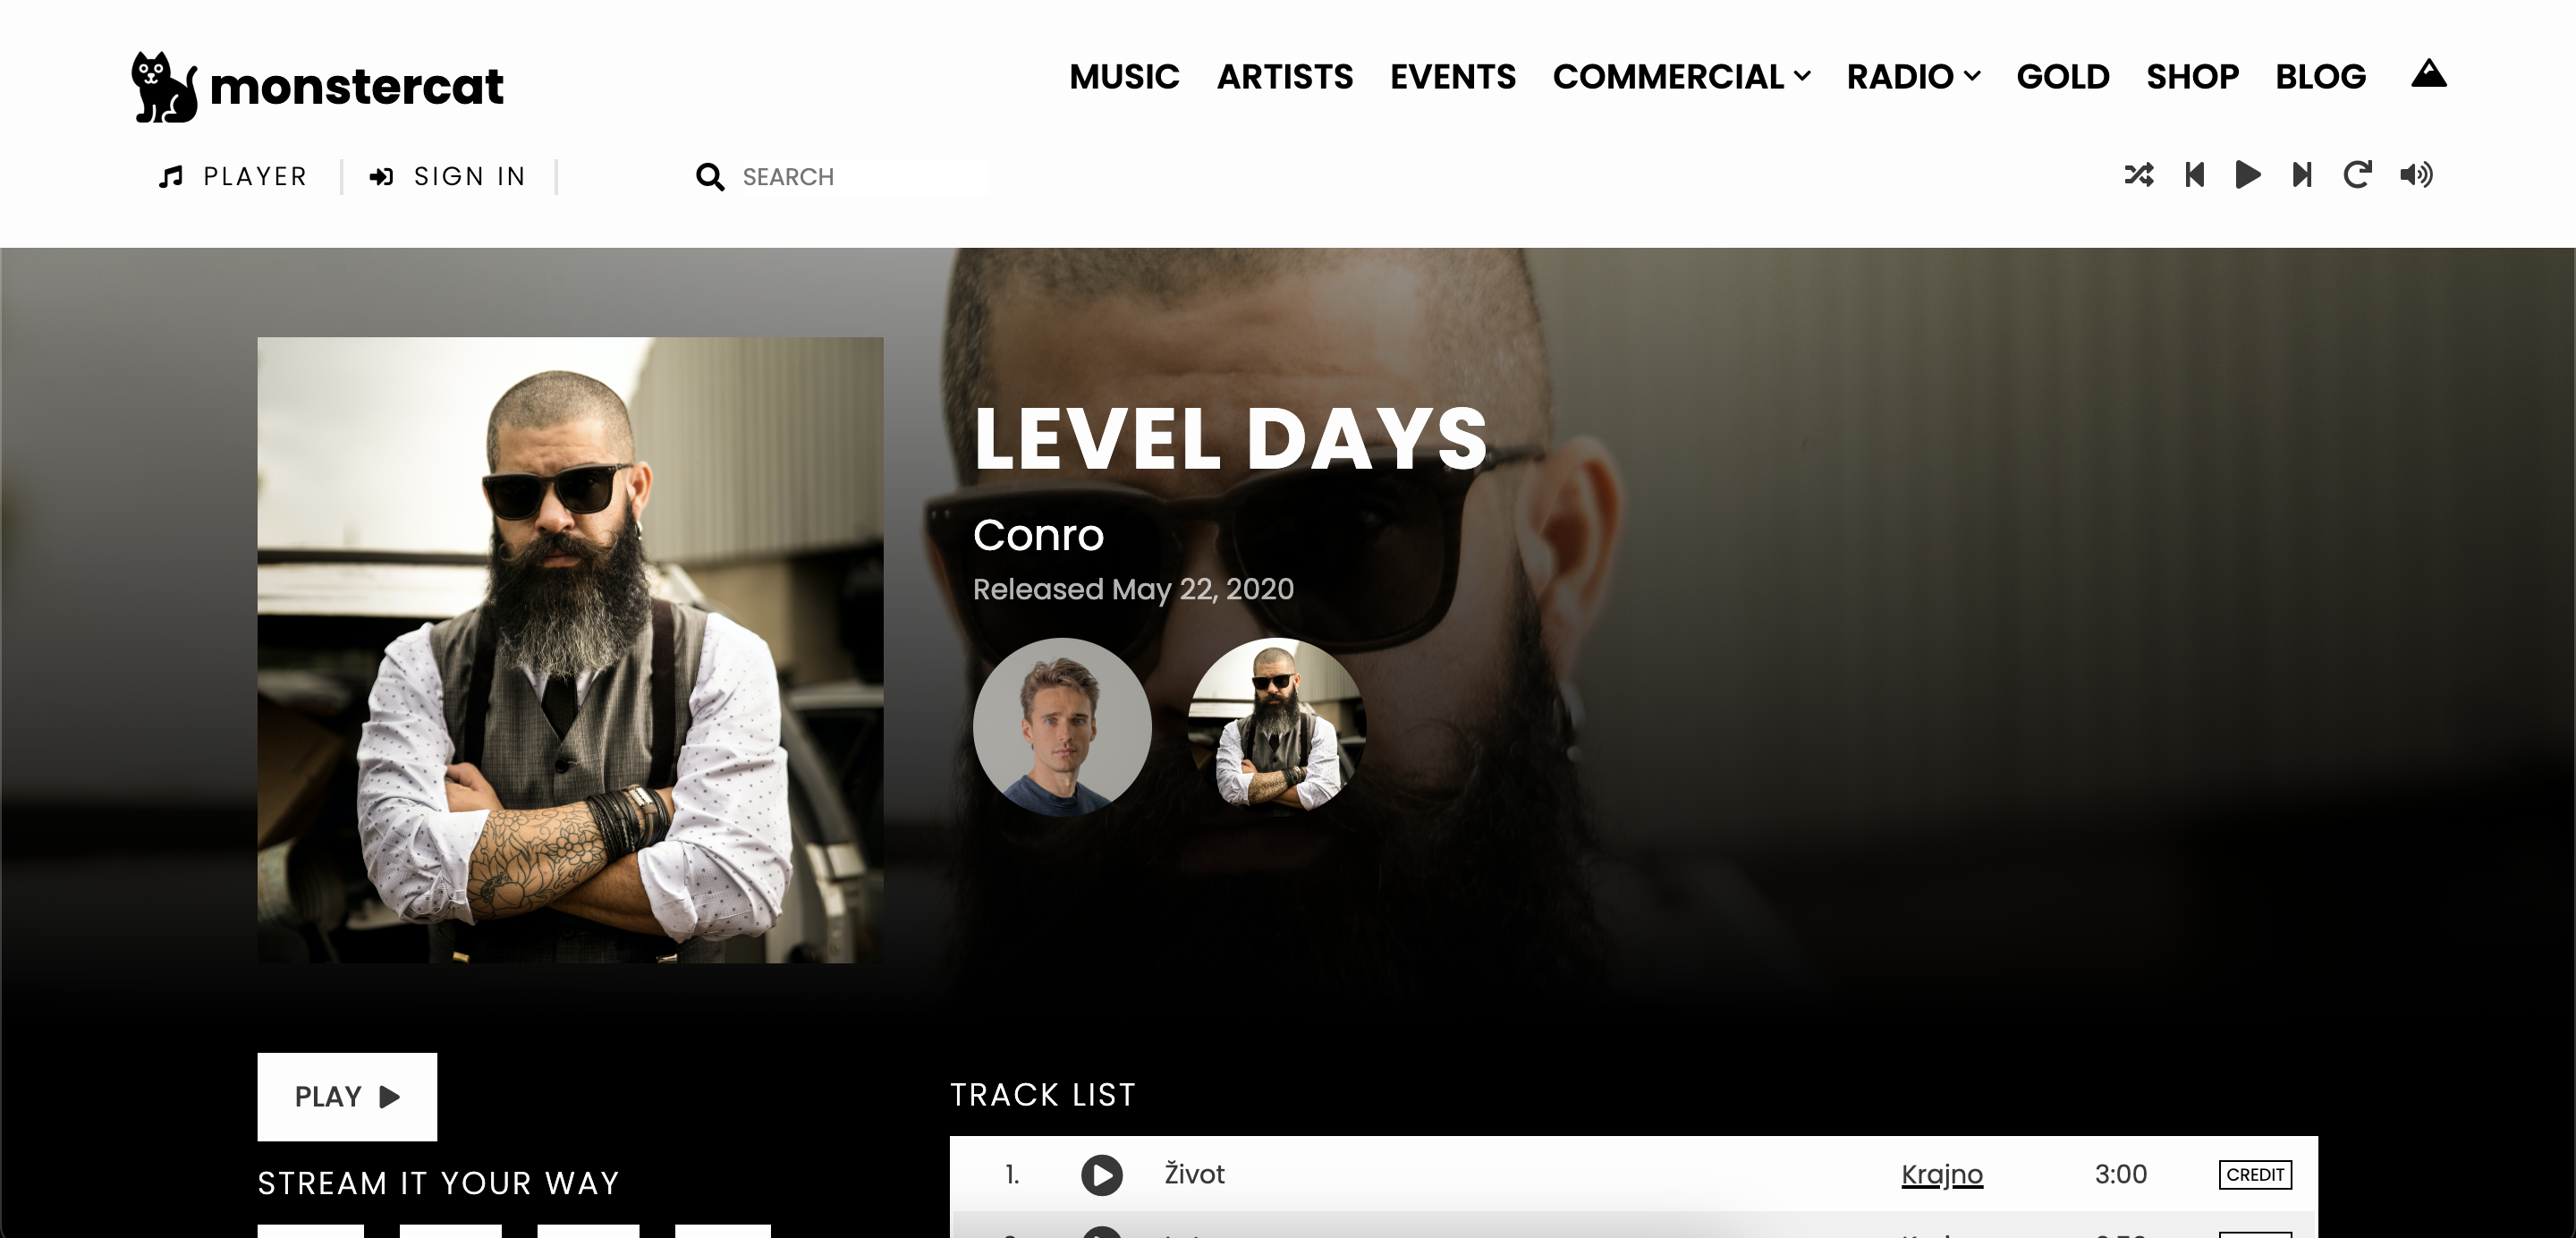 monstercat
MUSIC ARTISTS EVENTS COMMERCIAL RADIO GOLD SHOP BLOG
PLAYER SIGN IN SEARCH
LEVEL DAYS
Conro
Released May 22, 2020
PLAY
TRACK LIST
STREAM IT YOUR WAY
1. Život Krajno 3:00 CREDIT